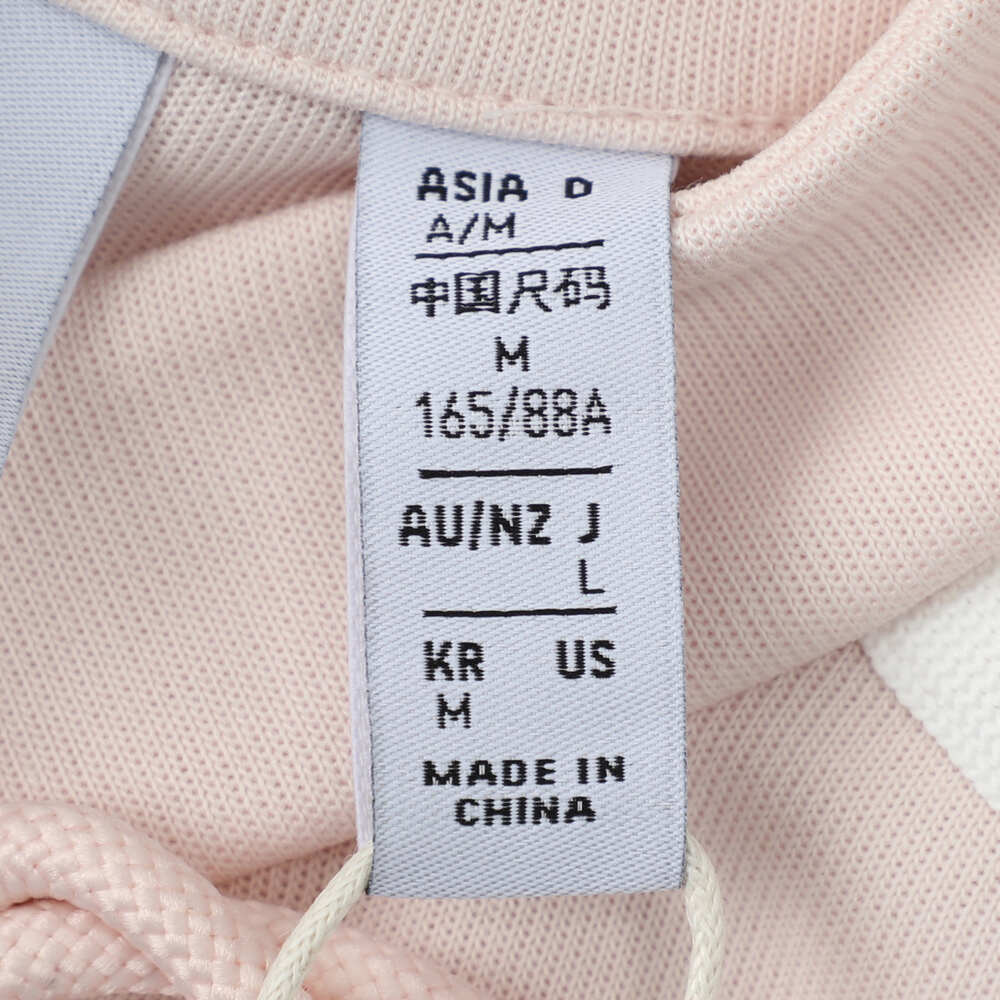 ASIA D
A/M
中国尺码
M
165/88A
AU/NZ J
L
KR US
M
MADE IN
CHINA